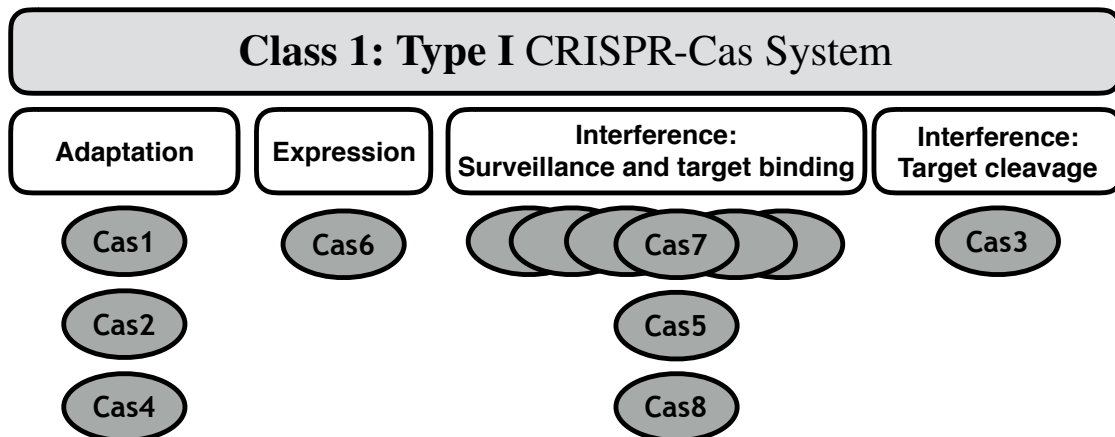 Class 1: Type I CRISPR-Cas System
Adaptation
Expression
Interference:
Surveillance and target binding
Interference:
Target cleavage
Cas1
Cas6
Cas7
Cas3
Cas2
Cas5
Cas4
Cas8